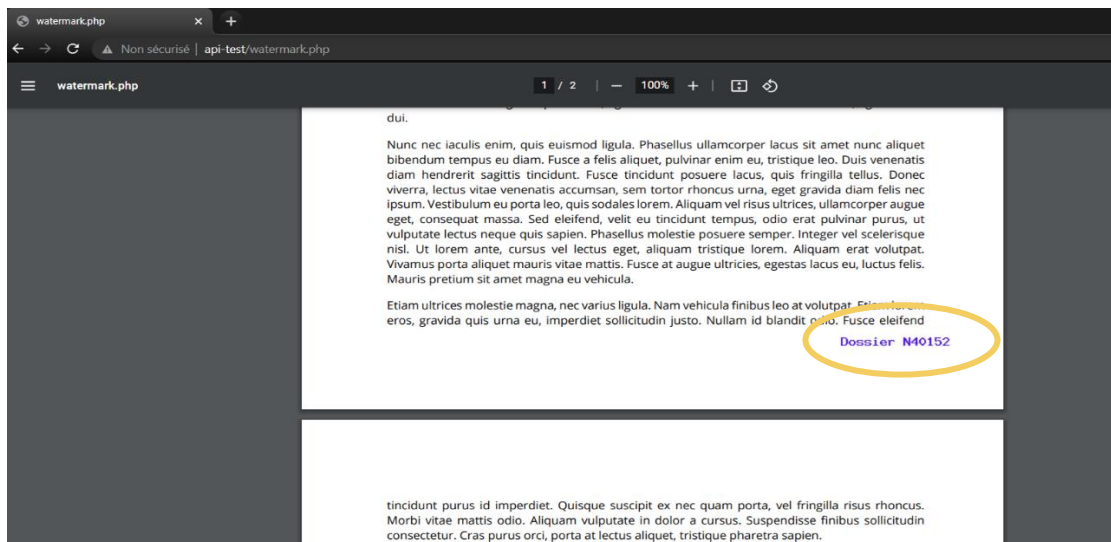 watermark.php
Non sécurisé | api-test/watermark.php
watermark.php
1 / 2 | — 100% + |
dui.
Nunc nec iaculis enim, quis euismod ligula. Phasellus ullamcorper lacus sit amet nunc aliquet
bibendum tempus eu diam. Fusce a felis aliquet, pulvinar enim eu, tristique leo. Duis venenatis
diam hendrerit sagittis tincidunt. Fusce tincidunt posuere lacus, quis fringilla tellus. Donec
viverra, lectus vitae venenatis accumsan, sem tortor rhoncus urna, eget gravida diam felis nec
ipsum. Vestibulum eu porta leo, quis sodales lorem. Aliquam vel risus ultrices, ullamcorper augue
eget, consequat massa. Sed eleifend, velit eu tincidunt tempus, odio erat pulvinar purus, ut
vulputate lectus neque quis sapien. Phasellus molestie posuere semper. Integer vel scelerisque
nisl. Ut lorem ante, cursus vel lectus eget, aliquam tristique lorem. Aliquam erat volutpat.
Vivamus porta aliquet mauris vitae mattis. Fusce at augue ultricies, egestas lacus eu, luctus felis.
Mauris pretium sit amet magna eu vehicula.
Etiam ultrices molestie magna, nec varius ligula. Nam vehicula finibus leo at volutpat. Etiam lorem
eros, gravida quis urna eu, imperdiet sollicitudin justo. Nullam id blandit odio. Fusce eleifend
Dossier N40152
tincidunt purus id imperdiet. Quisque suscipit ex nec quam porta, vel fringilla risus rhoncus.
Morbi vitae mattis odio. Aliquam vulputate in dolor a cursus. Suspendisse finibus sollicitudin
consectetur. Cras purus orci, porta at lectus aliquet, tristique pharetra sapien.